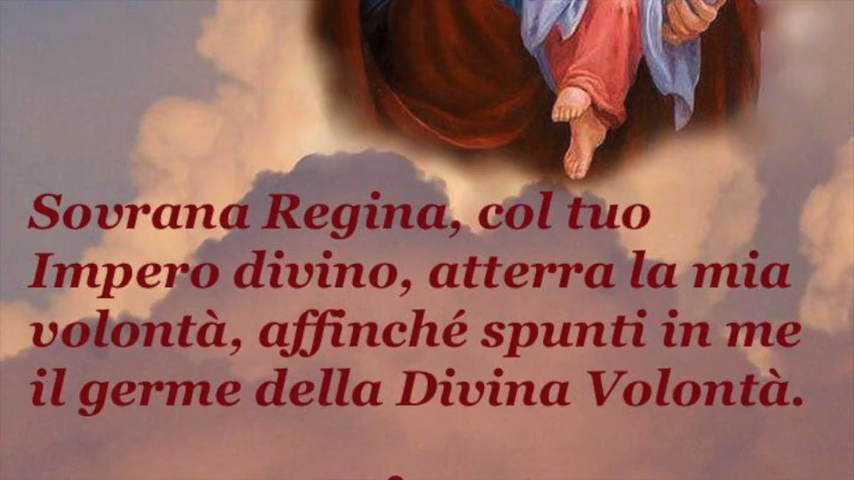 Sovrana Regina, col tuo
Impero divino, atterra la mia
volontà, affinché spunti in me
il germe della Divina Volontà.